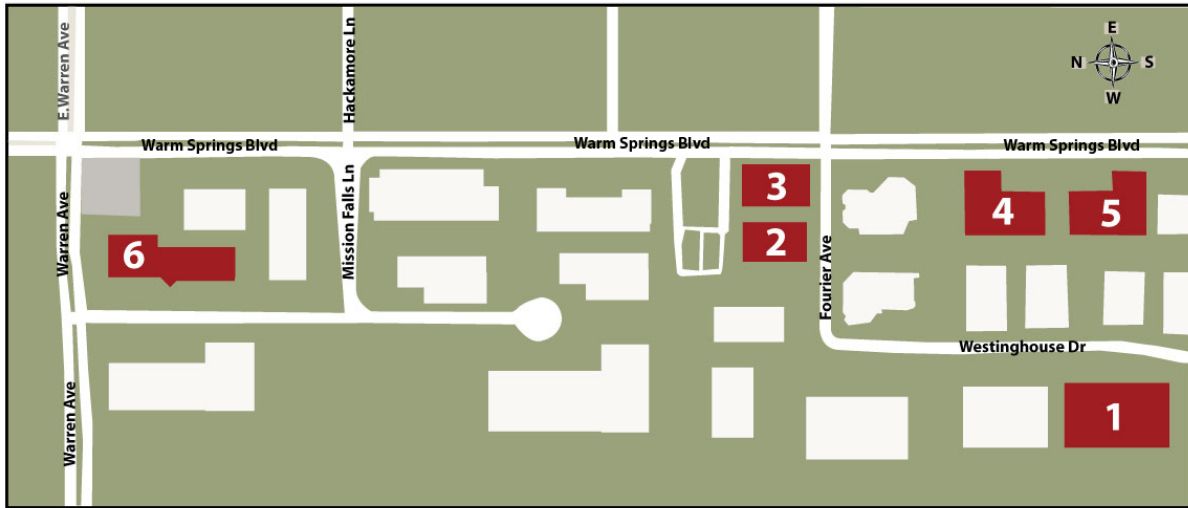 E.Warren Ave
Hackamore Ln
E
N
S
W
Warm Springs Blvd
Warm Springs Blvd
Warm Springs Blvd
3
4
5
2
6
Warren Ave
Mission Falls Ln
Fourier Ave
Westinghouse Dr
Warren Ave
1